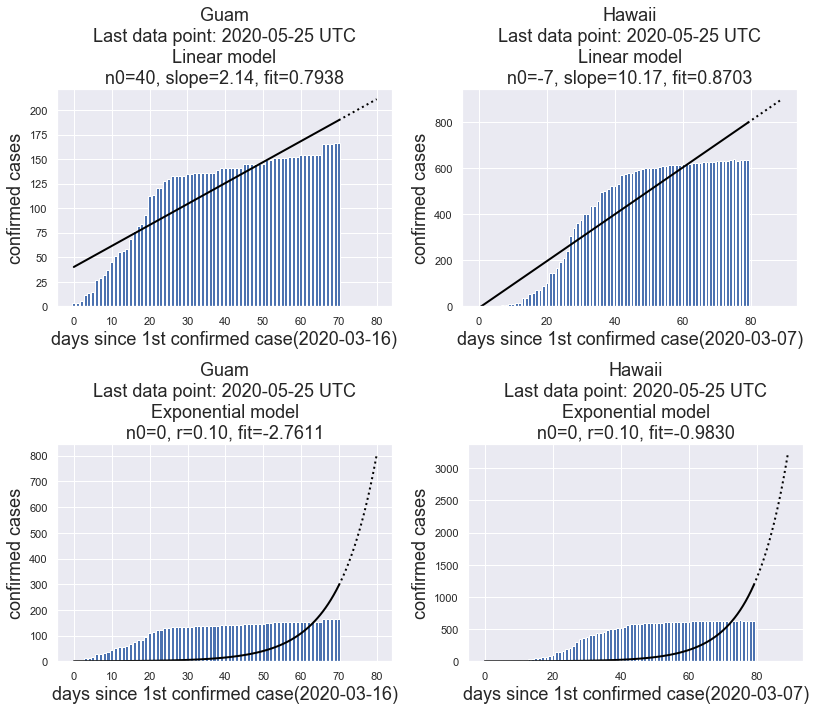 Guam
Last data point: 2020-05-25 UTC
Linear model
n0=40, slope=2.14, fit=0.7938
200
175
150
125
100
75
50
25
0
confirmed cases
0 10 20 30 40 50 60 70 80
days since 1st confirmed case(2020-03-16)
Hawaii
Last data point: 2020-05-25 UTC
Linear model
n0=-7, slope=10.17, fit=0.8703
800
600
400
200
0
confirmed cases
0 20 40 60 80
days since 1st confirmed case(2020-03-07)
Guam
Last data point: 2020-05-25 UTC
Exponential model
n0=0, r=0.10, fit=-2.7611
800
700
600
500
400
300
200
100
0
confirmed cases
0 10 20 30 40 50 60 70 80
days since 1st confirmed case(2020-03-16)
Hawaii
Last data point: 2020-05-25 UTC
Exponential model
n0=0, r=0.10, fit=-0.9830
3000
2500
2000
1500
1000
500
0
confirmed cases
0 20 40 60 80
days since 1st confirmed case(2020-03-07)